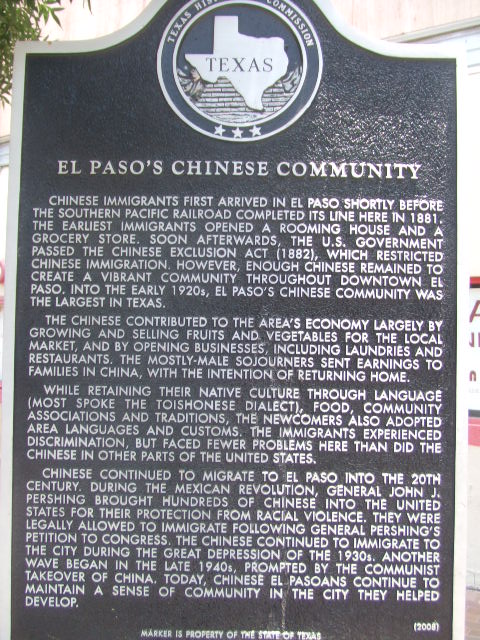 TEXAS HISTORICAL COMMISSION
TEXAS
EL PASO'S CHINESE COMMUNITY
CHINESE IMMIGRANTS FIRST ARRIVED IN EL PASO SHORTLY BEFORE
THE SOUTHERN PACIFIC RAILROAD COMPLETED ITS LINE HERE IN 1881.
THE EARLIEST IMMIGRANTS OPENED A ROOMING HOUSE AND A
GROCERY STORE. SOON AFTERWARDS, THE U.S. GOVERNMENT
PASSED THE CHINESE EXCLUSION ACT (1882), WHICH RESTRICTED
CHINESE IMMIGRATION. HOWEVER, ENOUGH CHINESE REMAINED TO
CREATE A VIBRANT COMMUNITY THROUGHOUT DOWNTOWN EL
PASO. INTO THE EARLY 1920s, EL PASO'S CHINESE COMMUNITY WAS
THE LARGEST IN TEXAS.
THE CHINESE CONTRIBUTED TO THE AREA'S ECONOMY LARGELY BY
GROWING AND SELLING FRUITS AND VEGETABLES FOR THE LOCAL
MARKET, AND BY OPENING BUSINESSES, INCLUDING LAUNDRIES AND
RESTAURANTS. THE MOSTLY-MALE SOJOURNERS SENT EARNINGS TO
FAMILIES IN CHINA, WITH THE INTENTION OF RETURNING HOME.
WHILE RETAINING THEIR NATIVE CULTURE THROUGH LANGUAGE
(MOST SPOKE THE TOISHONESE DIALECT), FOOD, COMMUNITY
ASSOCIATIONS AND TRADITIONS, THE NEWCOMERS ALSO ADOPTED
AREA LANGUAGES AND CUSTOMS. THE IMMIGRANTS EXPERIENCED
DISCRIMINATION, BUT FACED FEWER PROBLEMS HERE THAN DID THE
CHINESE IN OTHER PARTS OF THE UNITED STATES.
CHINESE CONTINUED TO MIGRATE TO EL PASO INTO THE 20TH
CENTURY. DURING THE MEXICAN REVOLUTION, GENERAL JOHN J.
PERSHING BROUGHT HUNDREDS OF CHINESE INTO THE UNITED
STATES FOR THEIR PROTECTION FROM RACIAL VIOLENCE. THEY WERE
LEGALLY ALLOWED TO IMMIGRATE FOLLOWING GENERAL PERSHING'S
PETITION TO CONGRESS. THE CHINESE CONTINUED TO IMMIGRATE TO
THE CITY DURING THE GREAT DEPRESSION OF THE 1930s. ANOTHER
WAVE BEGAN IN THE LATE 1940s, PROMPTED BY THE COMMUNIST
TAKEOVER OF CHINA. TODAY, CHINESE EL PASOANS CONTINUE TO
MAINTAIN A SENSE OF COMMUNITY IN THE CITY THEY HELPED
DEVELOP.
(2008)
MARKER IS PROPERTY OF THE STATE OF TEXAS